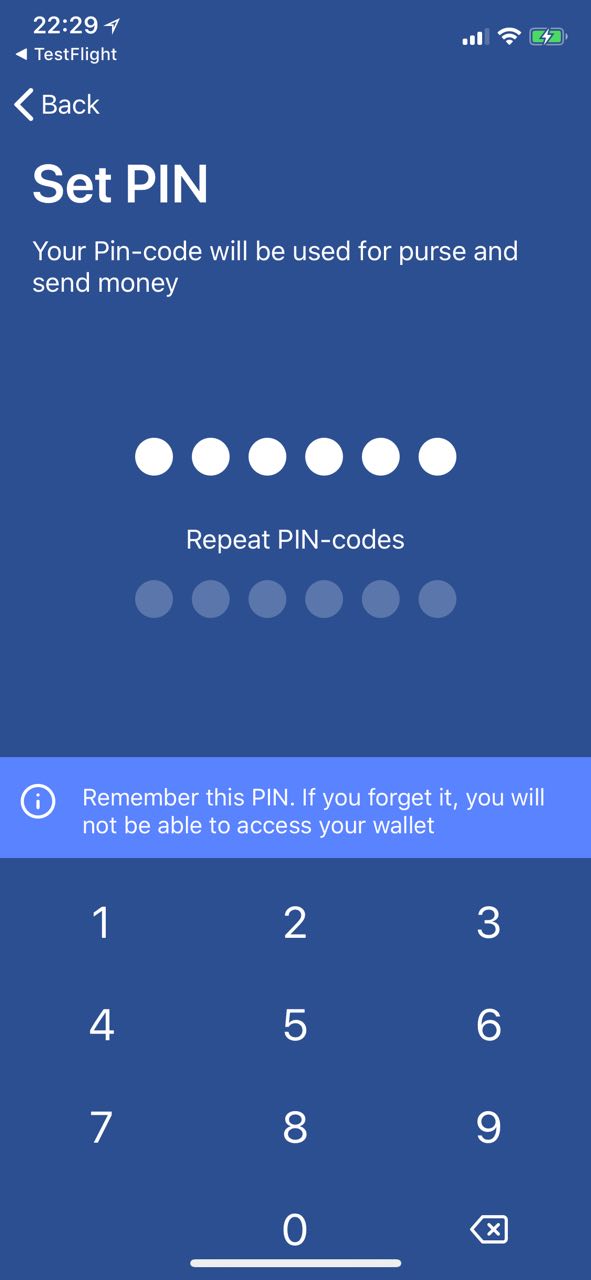 22:29
◀ TestFlight
Back
Set PIN
Your Pin-code will be used for purse and
send money
Repeat PIN-codes
Remember this PIN. If you forget it, you will
not be able to access your wallet
1 2 3
4 5 6
7 8 9
0